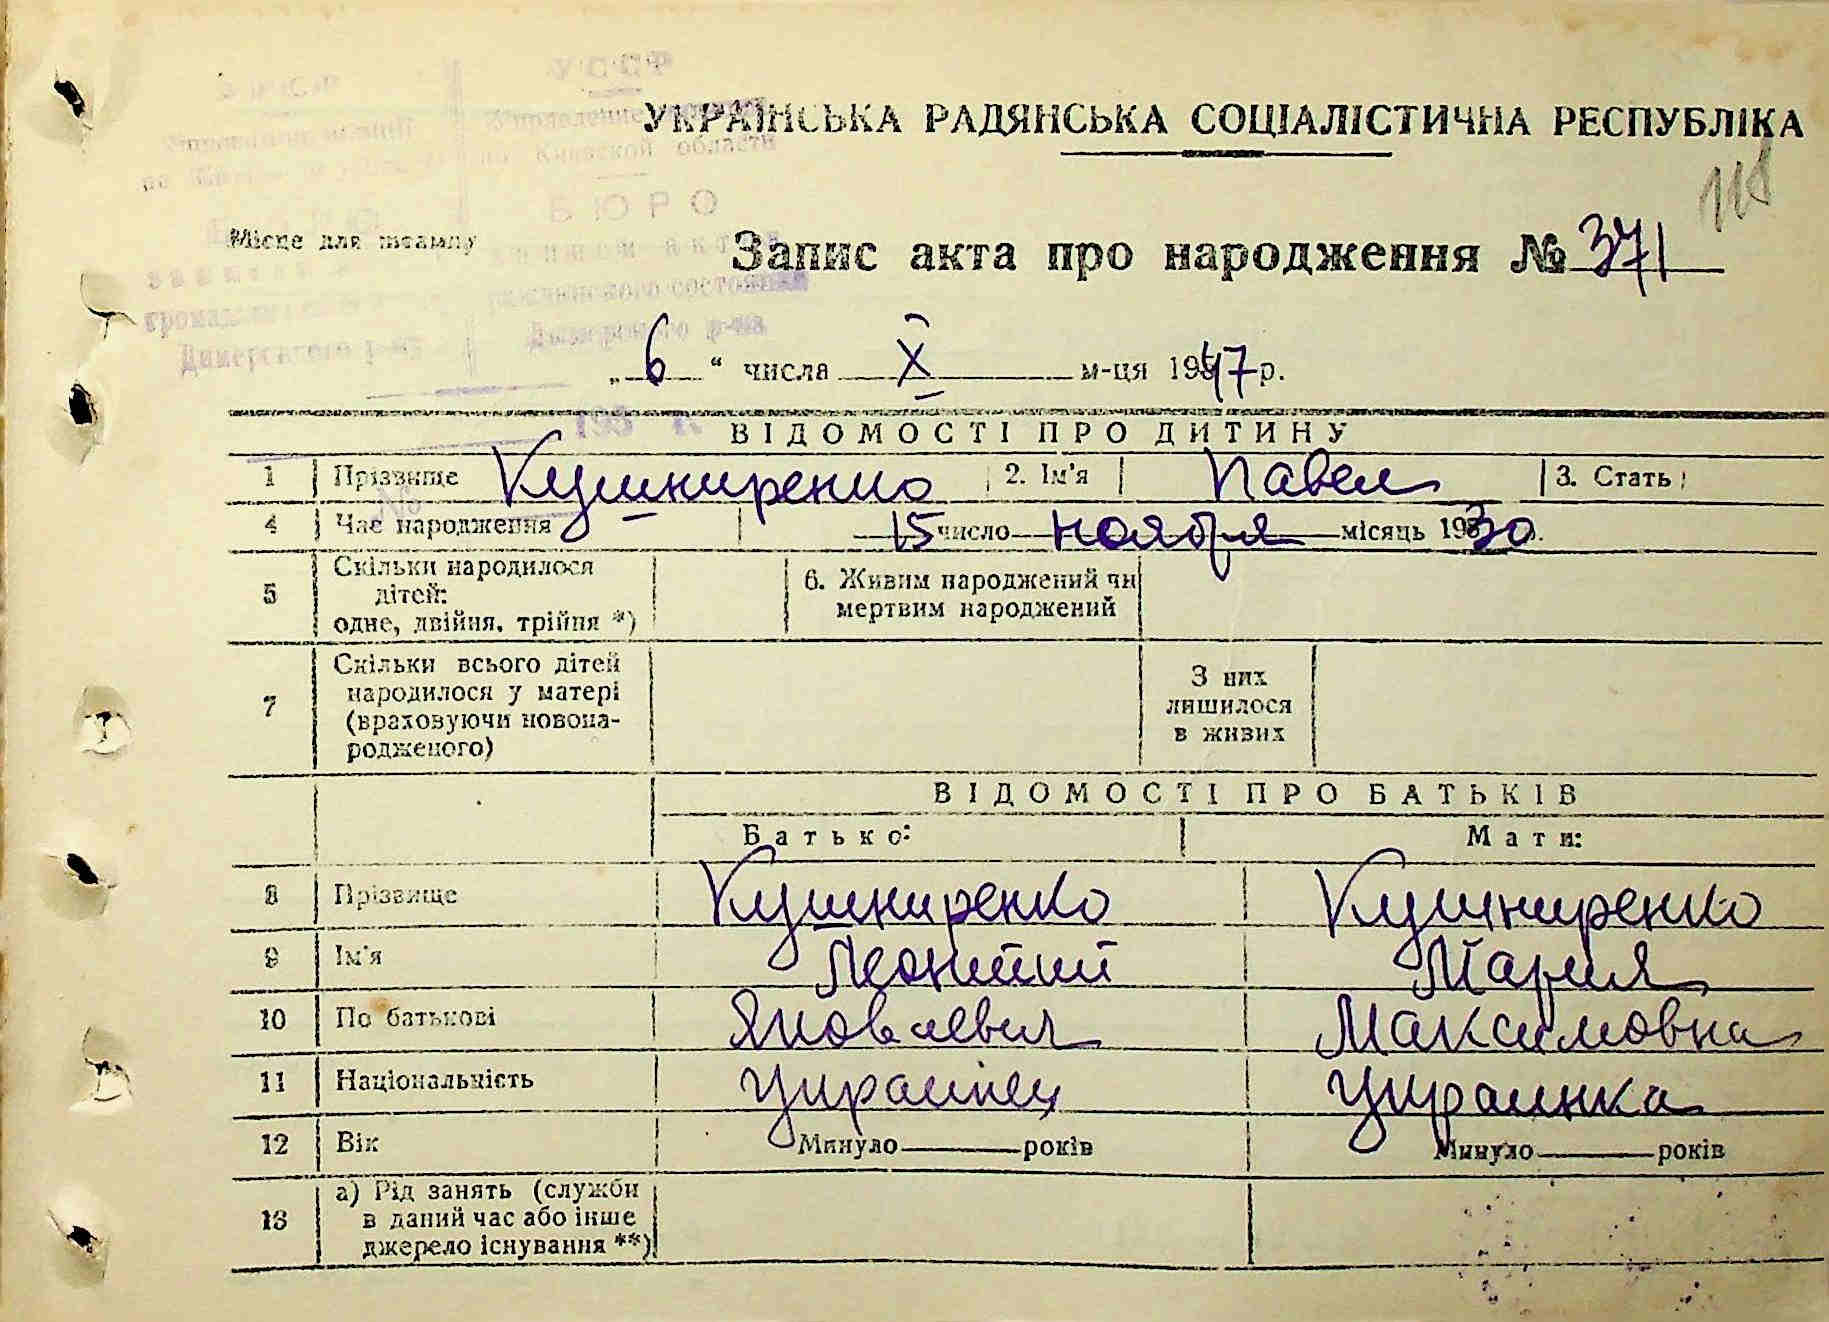 УССР
БЮРО
УКРАЇНСЬКА РАДЯНСЬКА СОЦІАЛІСТИЧНА РЕСПУБЛІКА
118
Місце для штампу
Запис акта про народження № 371
„6“ числа X м-ця 1947 р.
ВІДОМОСТІ ПРО ДИТИНУ
1 Прізвище Кушниренко 2. Ім'я Павел 3. Стать
4 Час народження 15 число ноября місяць 1930.
5 Скільки народилося дітей: одне, двійня, трійня *) 6. Живим народжений чи мертвим народжений
7 Скільки всього дітей народилося у матері (враховуючи новонародженого) З них лишилося в живих
ВІДОМОСТІ ПРО БАТЬКІВ
Батько: Мати:
8 Прізвище Кушниренко Кушниренко
9 Ім'я Мария
10 По батькові Яковлевич Максимовна
11 Національність Украинец Украинка
12 Вік Минуло років Минуло років
13 а) Рід занять (служби в даний час або інше джерело існування **)